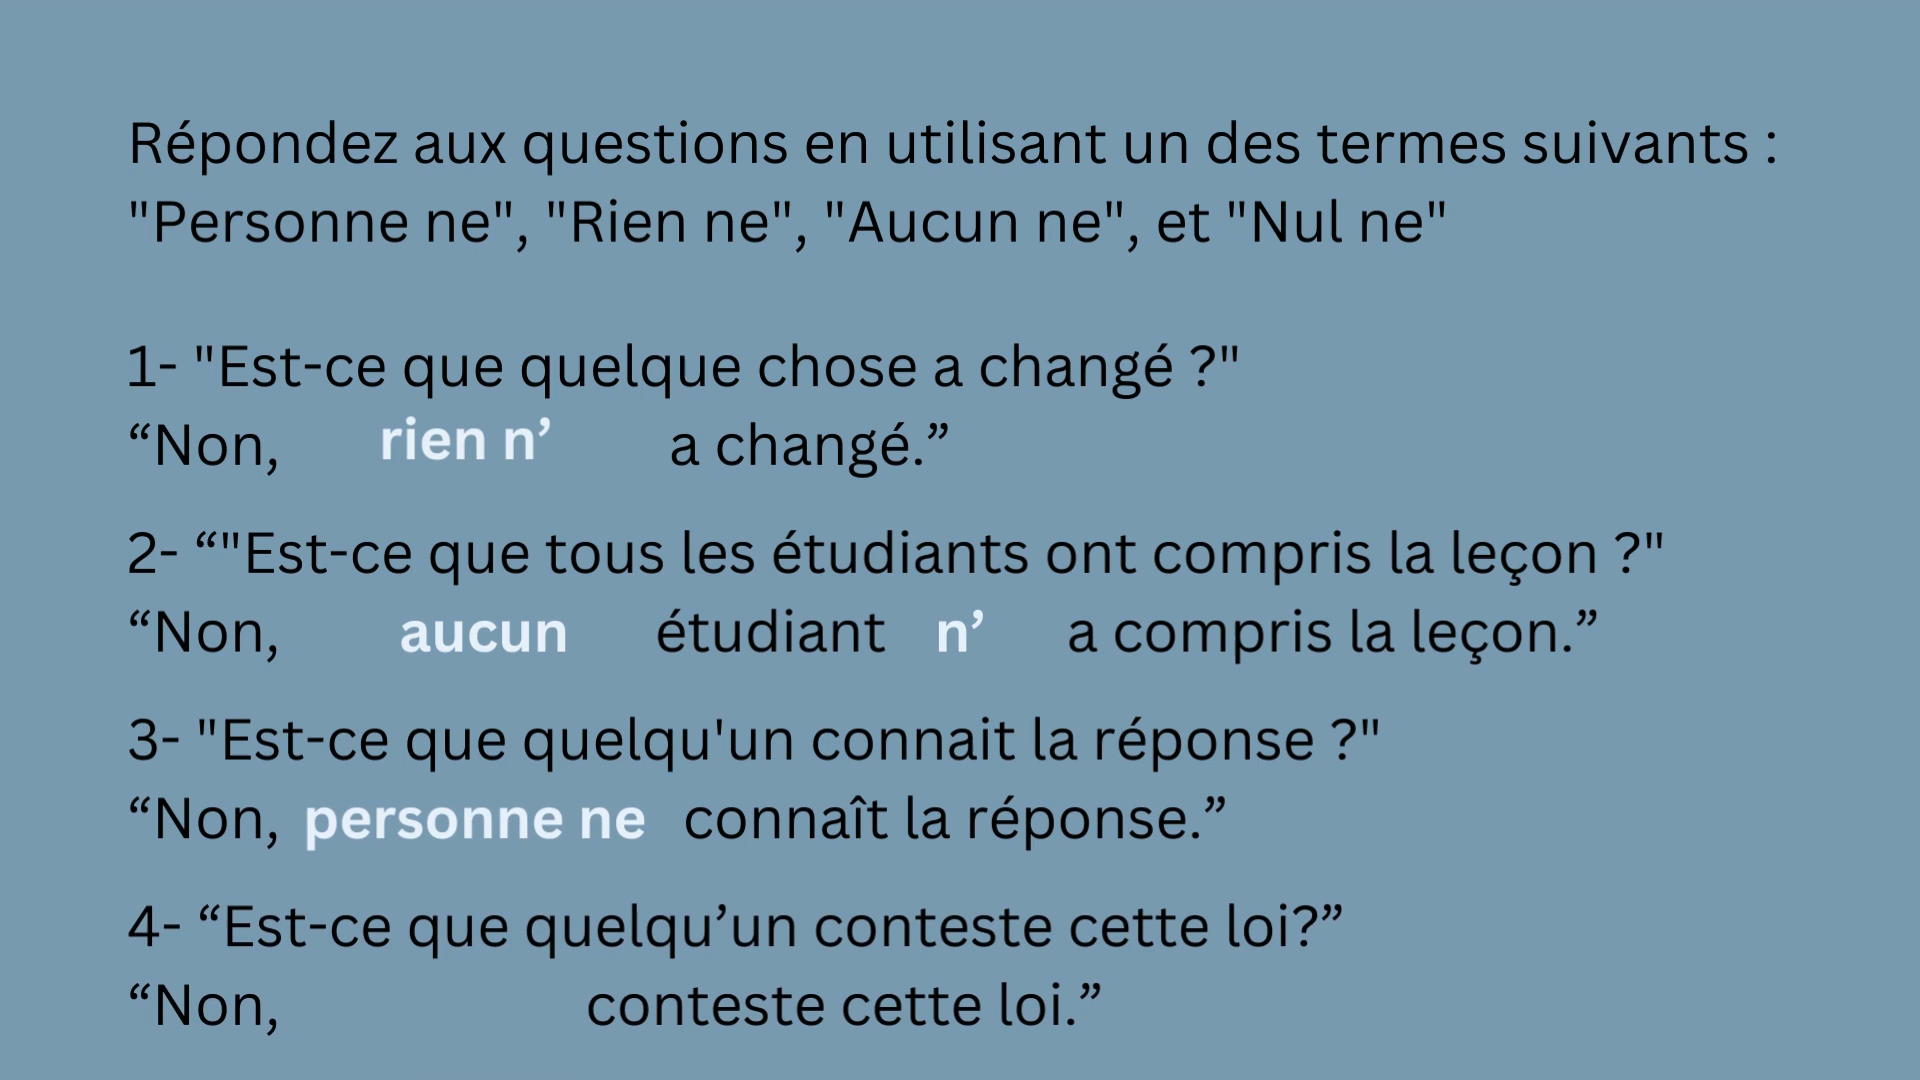 Répondez aux questions en utilisant un des termes suivants :
"Personne ne", "Rien ne", "Aucun ne", et "Nul ne"
1- "Est-ce que quelque chose a changé ?"
“Non, rien n’ a changé.”
2- “"Est-ce que tous les étudiants ont compris la leçon ?"
“Non, aucun étudiant n’ a compris la leçon.”
3- "Est-ce que quelqu'un connait la réponse ?"
“Non, personne ne connaît la réponse.”
4- “Est-ce que quelqu’un conteste cette loi?”
“Non, conteste cette loi.”